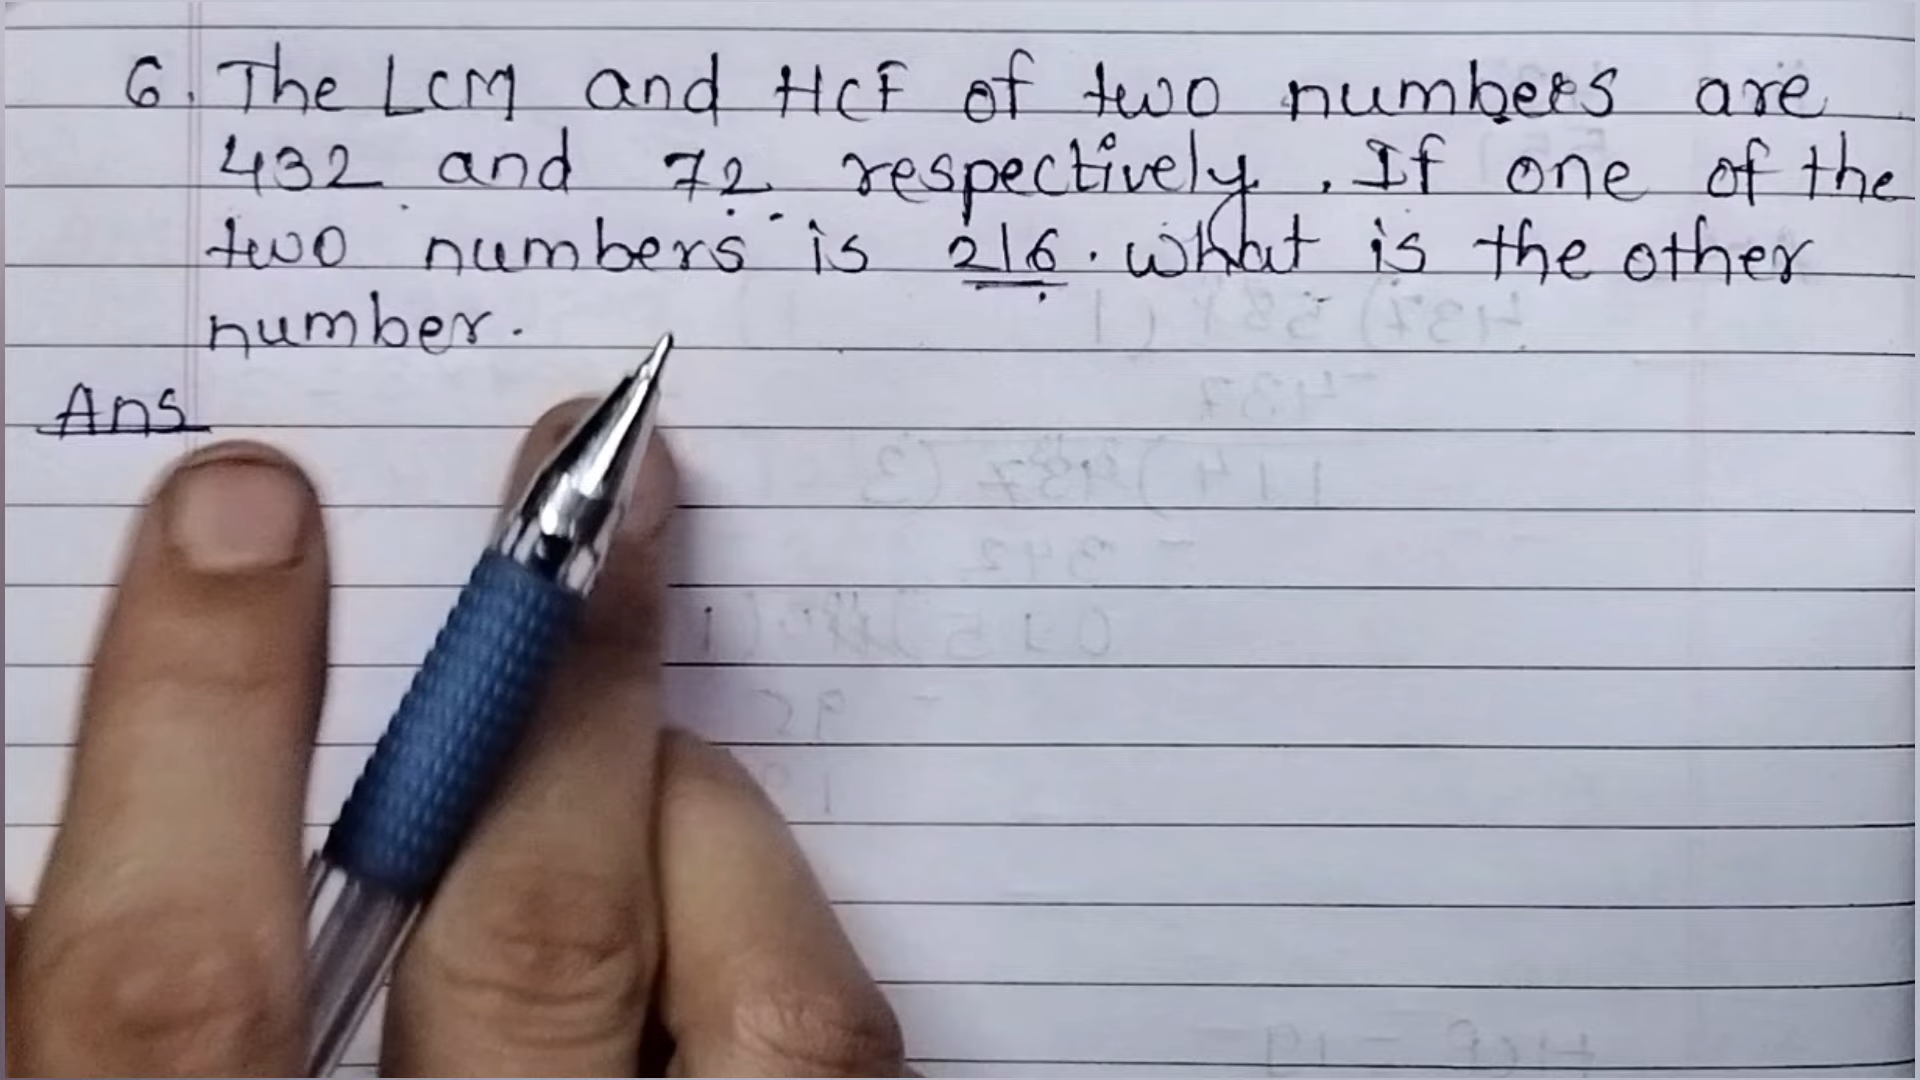 6. The LCM and HCF of two numbers are
432 and 72 respectively. If one of the
two numbers is 216. What is the other
number.
Ans